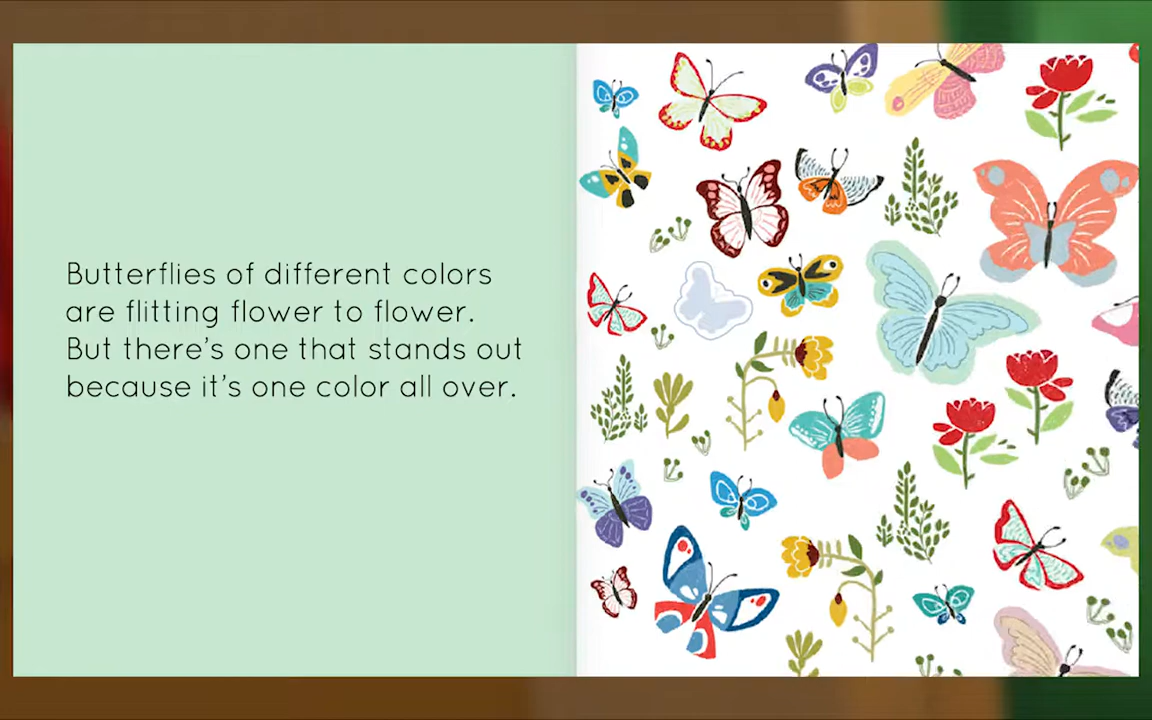 Butterflies of different colors
are flitting flower to flower.
But there's one that stands out
because it's one color all over.